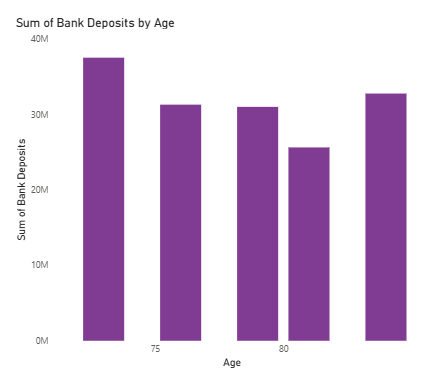 Sum of Bank Deposits by Age
40M
30M
20M
10M
0M
Sum of Bank Deposits
75
80
Age